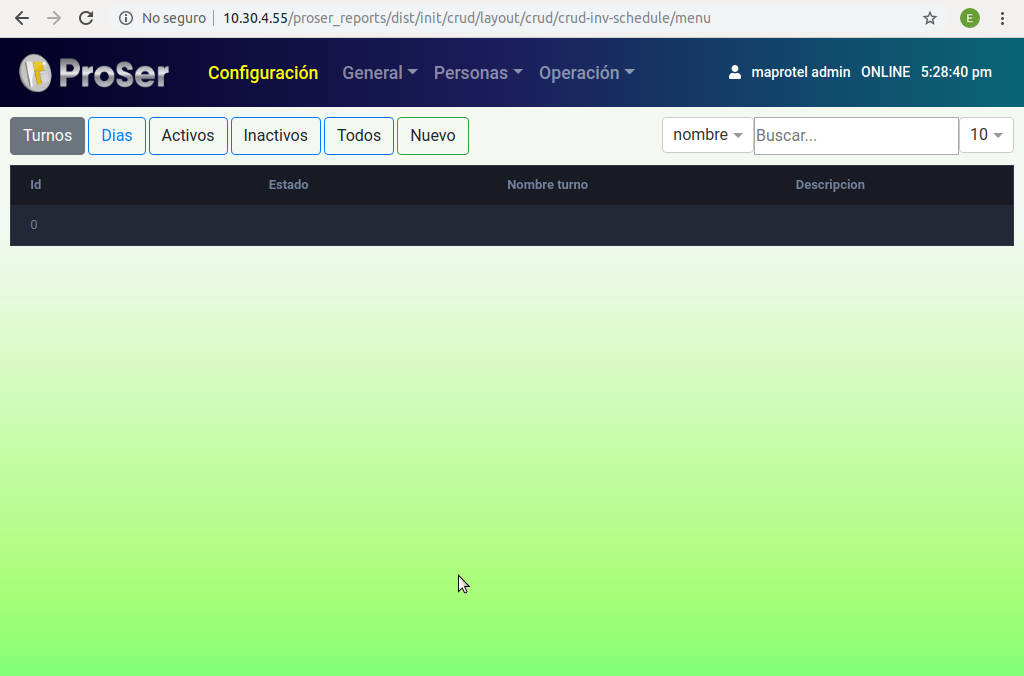 No seguro 10.30.4.55/proser_reports/dist/init/crud/layout/crud/crud-inv-schedule/menu E
ProSer Configuración General Personas Operación maprotel admin ONLINE 5:28:40 pm
Turnos Dias Activos Inactivos Todos Nuevo nombre Buscar... 10
Id Estado Nombre turno Descripcion
0